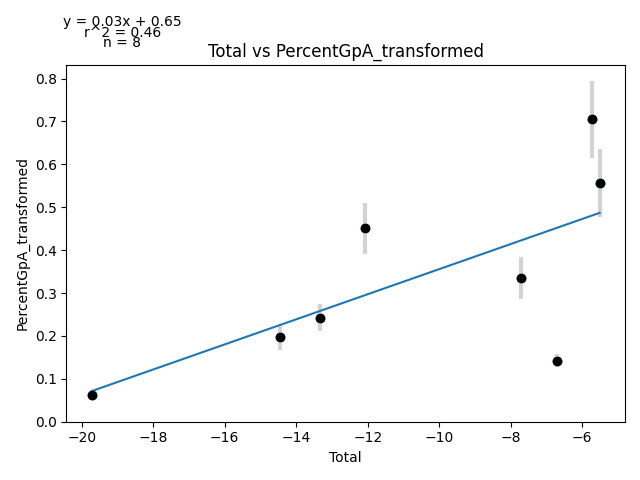 y = 0.03x + 0.65
r^2 = 0.46
n = 8
Total vs PercentGpA_transformed
PercentGpA_transformed
0.8
0.7
0.6
0.5
0.4
0.3
0.2
0.1
0.0
−20
−18
−16
−14
−12
−10
−8
−6
Total